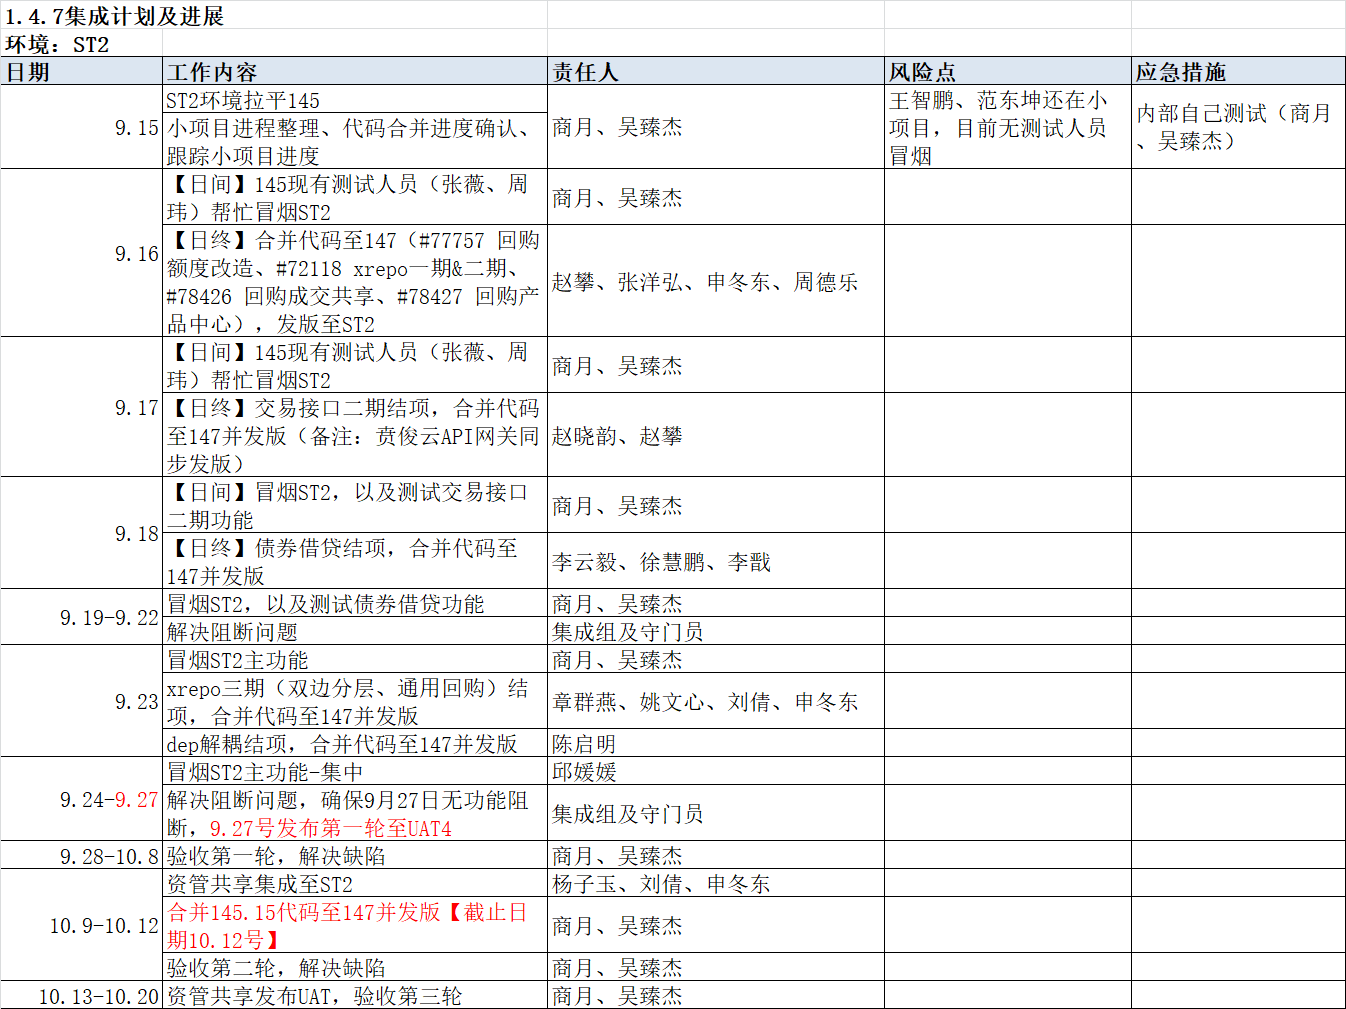 1.4.7集成计划及进展
环境：ST2
日期 工作内容 责任人 风险点 应急措施
9.15
ST2环境拉平145
小项目进程整理、代码合并进度确认、
跟踪小项目进度
商月、吴臻杰
王智鹏、范东坤还在小
项目，目前无测试人员
冒烟
内部自己测试（商月
、吴臻杰）
9.16
【日间】145现有测试人员（张薇、周
玮）帮忙冒烟ST2
商月、吴臻杰
【日终】合并代码至147（#77757 回购
额度改造、#72118 xrepo一期&二期、
#78426 回购成交共享、#78427 回购产
品中心），发版至ST2
赵攀、张洋弘、申冬东、周德乐
9.17
【日间】145现有测试人员（张薇、周
玮）帮忙冒烟ST2
商月、吴臻杰
【日终】交易接口二期结项，合并代码
至147并发版（备注：贲俊云API网关同
步发版）
赵晓韵、赵攀
9.18
【日间】冒烟ST2，以及测试交易接口
二期功能
商月、吴臻杰
【日终】债券借贷结项，合并代码至
147并发版
李云毅、徐慧鹏、李戬
9.19-9.22
冒烟ST2，以及测试债券借贷功能
商月、吴臻杰
解决阻断问题
集成组及守门员
9.23
冒烟ST2主功能
商月、吴臻杰
xrepo三期（双边分层、通用回购）结
项，合并代码至147并发版
章群燕、姚文心、刘倩、申冬东
dep解耦结项，合并代码至147并发版
陈启明
9.24-9.27
冒烟ST2主功能-集中
邱媛媛
解决阻断问题，确保9月27日无功能阻
断，9.27号发布第一轮至UAT4
集成组及守门员
9.28-10.8
验收第一轮，解决缺陷
商月、吴臻杰
10.9-10.12
资管共享集成至ST2
杨子玉、刘倩、申冬东
合并145.15代码至147并发版【截止日
期10.12号】
商月、吴臻杰
验收第二轮，解决缺陷
商月、吴臻杰
10.13-10.20
资管共享发布UAT，验收第三轮
商月、吴臻杰